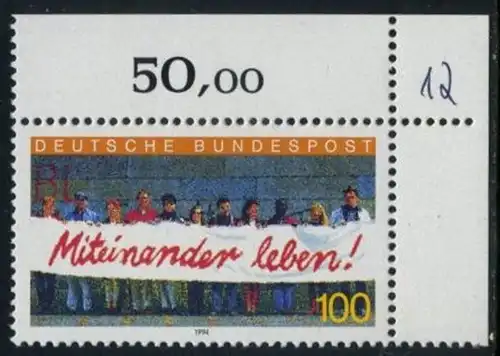 50,00
12
DEUTSCHE BUNDESPOST
Miteinander leben!
100
1994